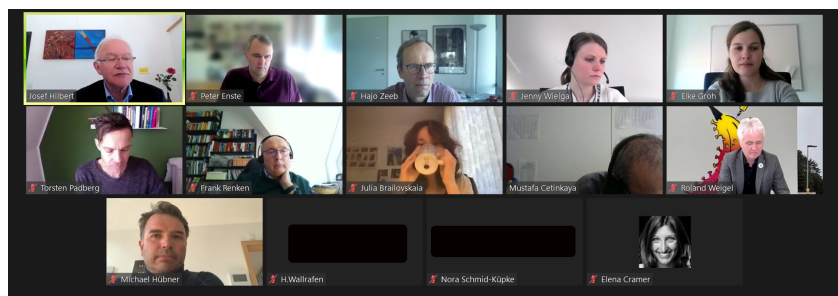 Josef Hilbert
Peter Enste
Hajo Zeeb
Jenny Wielga
Elke Groh
Torsten Padberg
Frank Renken
Julia Brailovskaia
Mustafa Cetinkaya
Roland Weigel
Michael Hübner
H.Wallrafen
Nora Schmid-Küpke
Elena Cramer